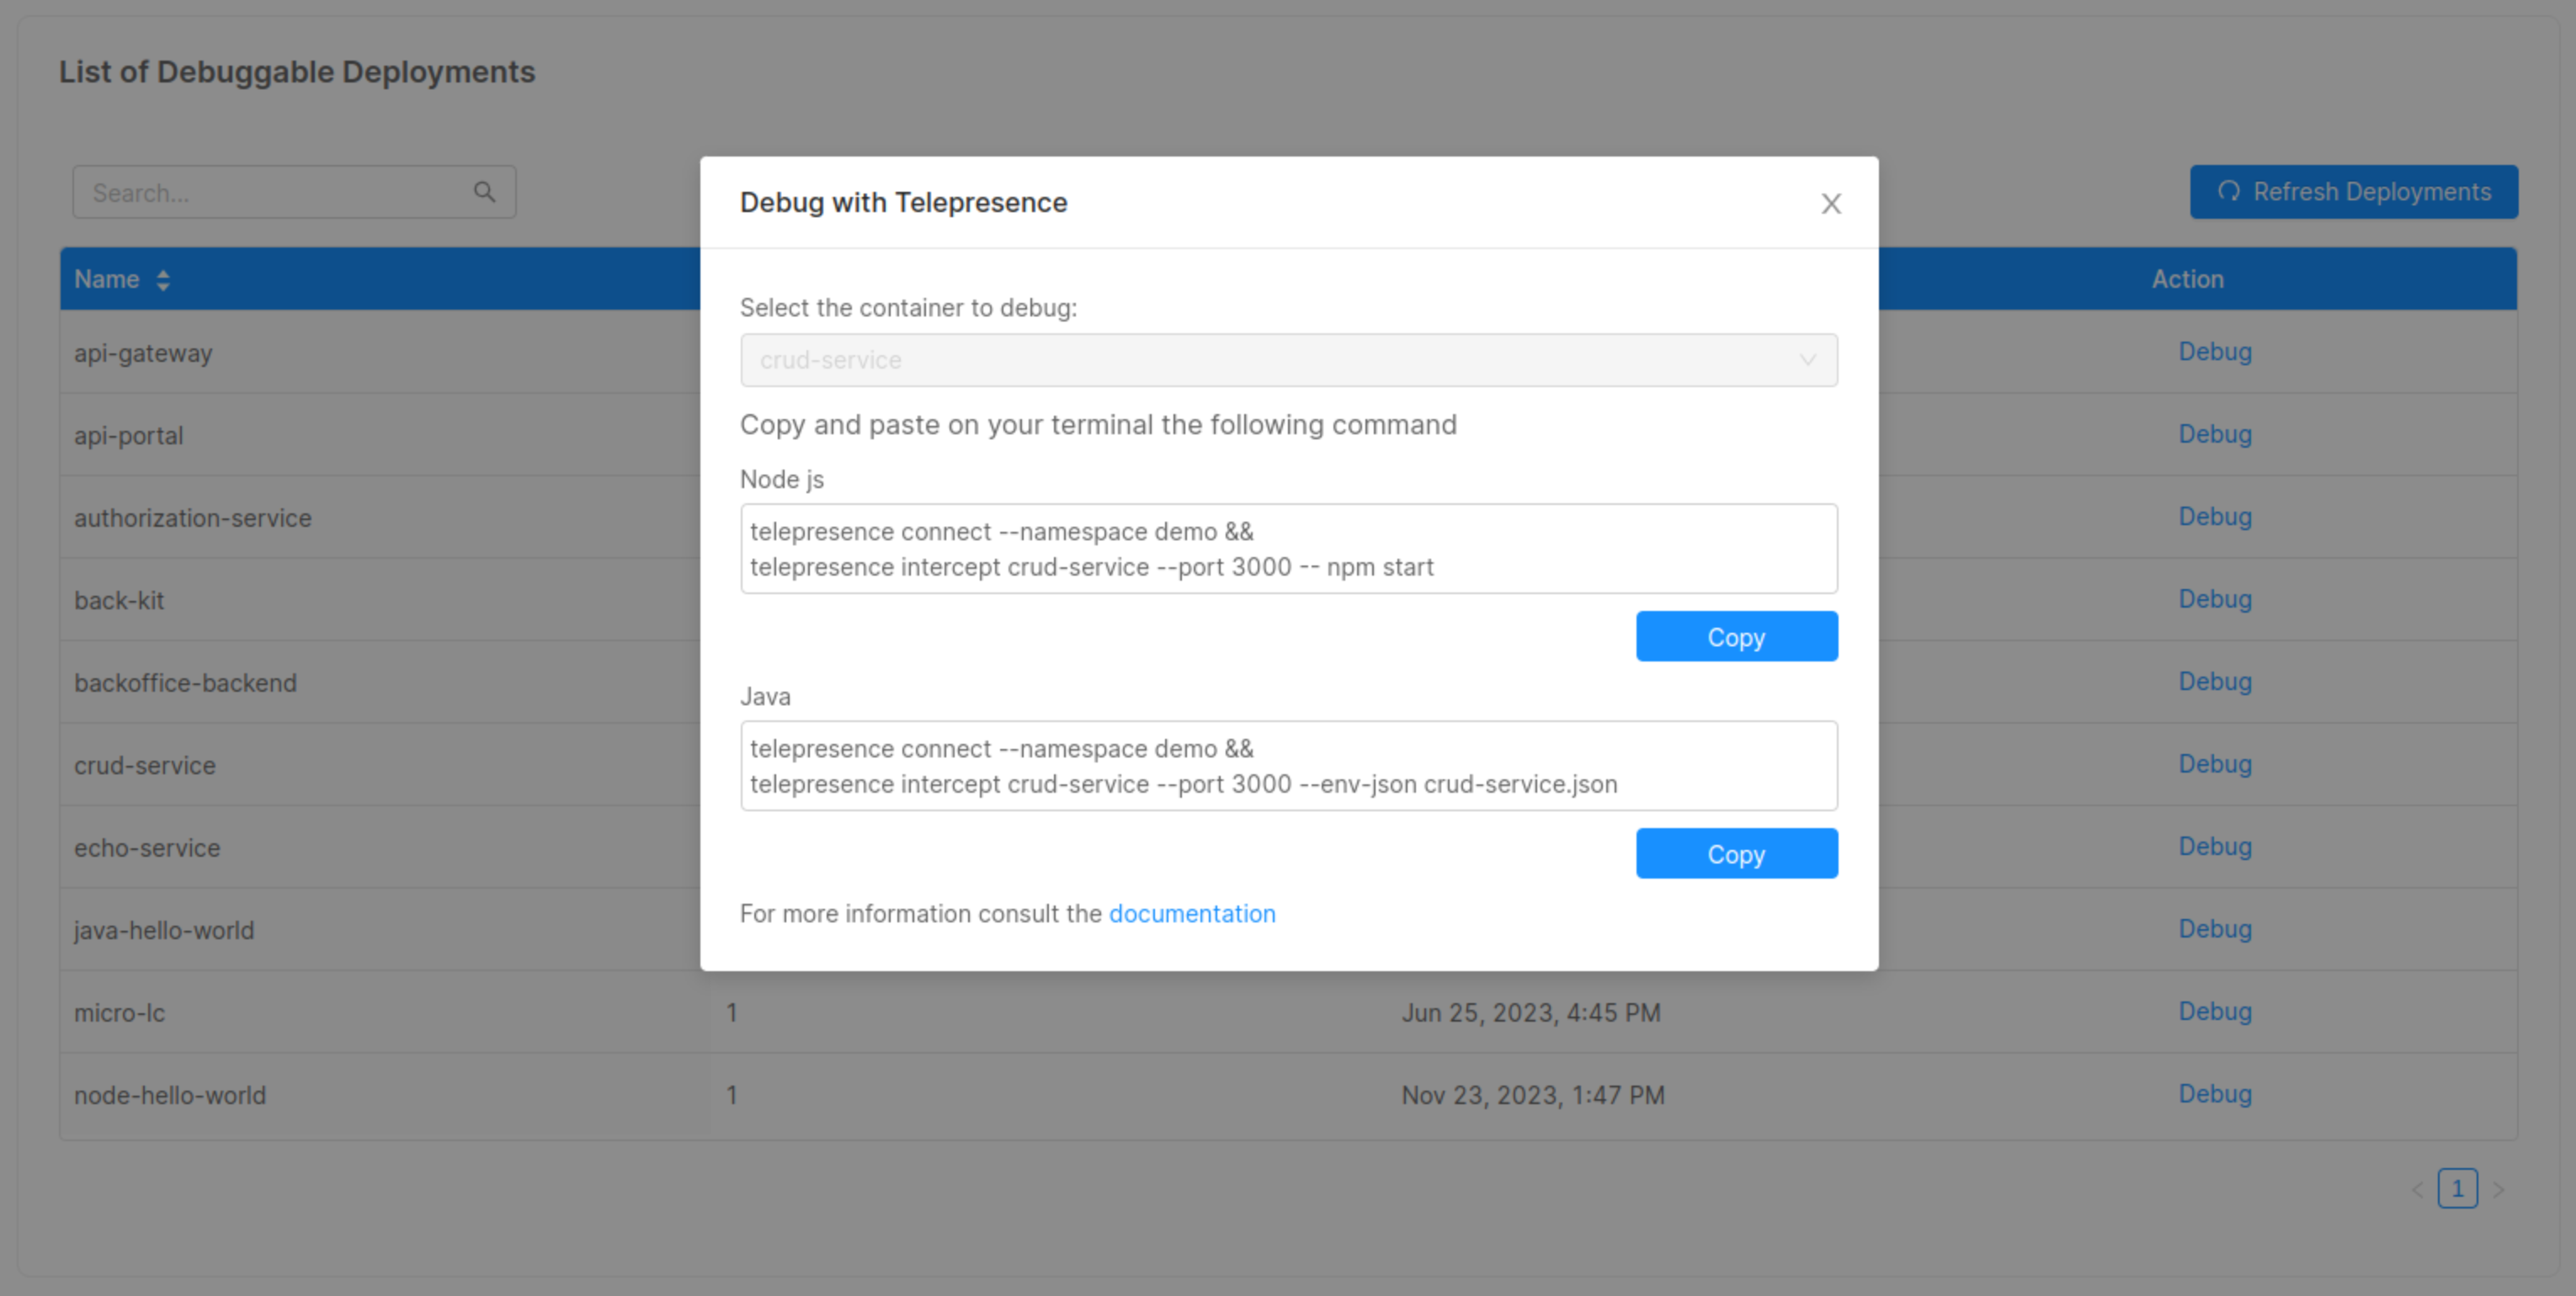 List of Debuggable Deployments
Search...
Refresh Deployments
Name
Action
api-gateway
Debug
api-portal
Debug
authorization-service
Debug
back-kit
Debug
backoffice-backend
Debug
crud-service
Debug
echo-service
Debug
java-hello-world
Debug
micro-lc 1 Jun 25, 2023, 4:45 PM Debug
node-hello-world 1 Nov 23, 2023, 1:47 PM Debug
< 1 >
Debug with Telepresence
X
Select the container to debug:
crud-service
Copy and paste on your terminal the following command
Node js
telepresence connect --namespace demo &&
telepresence intercept crud-service --port 3000 -- npm start
Copy
Java
telepresence connect --namespace demo &&
telepresence intercept crud-service --port 3000 --env-json crud-service.json
Copy
For more information consult the documentation